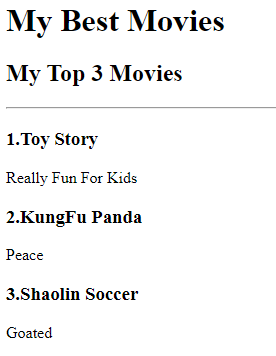 My Best Movies
My Top 3 Movies
1.Toy Story
Really Fun For Kids
2.KungFu Panda
Peace
3.Shaolin Soccer
Goated